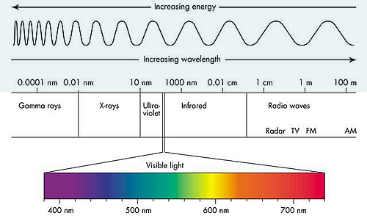 Increasing energy
Increasing wavelength
0.0001 nm 0.01 nm 10 nm 1000 nm 0.01 cm 1 cm 1 m 100 m
Gamma rays X-rays Ultra- Infrared Radio waves
violet
Radar TV FM AM
Visible light
400 nm 500 nm 600 nm 700 nm